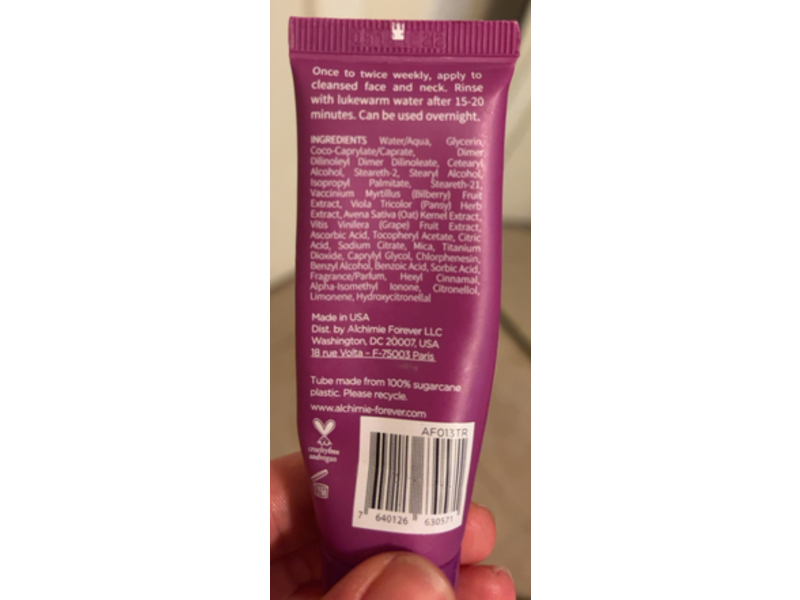 Once to twice weekly, apply to
cleansed face and neck. Rinse
with lukewarm water after 15-20
minutes. Can be used overnight.
INGREDIENTS Water/Aqua, Glycerin,
Coco-Caprylate/Caprate, Dimer
Dilinoleyl Dimer Dilinoleate, Cetearyl
Alcohol, Steareth-2, Stearyl Alcohol,
Isopropyl Palmitate, Steareth-21,
Vaccinium Myrtillus (Bilberry) Fruit
Extract, Viola Tricolor (Pansy) Herb
Extract, Avena Sativa (Oat) Kernel Extract,
Vitis Vinifera (Grape) Fruit Extract,
Ascorbic Acid, Tocopheryl Acetate, Citric
Acid, Sodium Citrate, Mica, Titanium
Dioxide, Caprylyl Glycol, Chlorphenesin,
Benzyl Alcohol, Benzoic Acid, Sorbic Acid,
Fragrance/Parfum, Hexyl Cinnamal,
Alpha-Isomethyl Ionone, Citronellol,
Limonene, Hydroxycitronellal
Made in USA
Dist. by Alchimie Forever LLC
Washington, DC 20007, USA
18 rue Volta - F-75003 Paris
Tube made from 100% sugarcane
plastic. Please recycle.
www.alchimie-forever.com
crueltyfree
andvegan
AF013TR
7 640126 630571